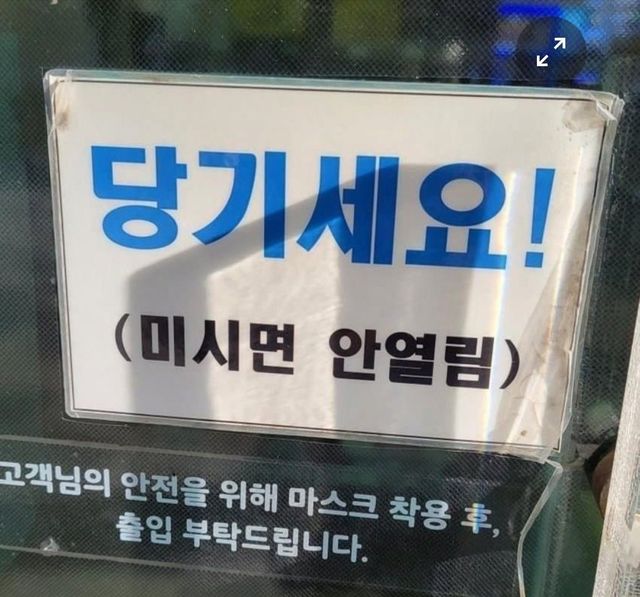 당기세요!
(미시면 안열림)
고객님의 안전을 위해 마스크 착용 후,
출입 부탁드립니다.